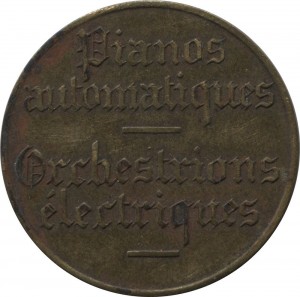 Pianos
automatiques
Orchestrions
électriques